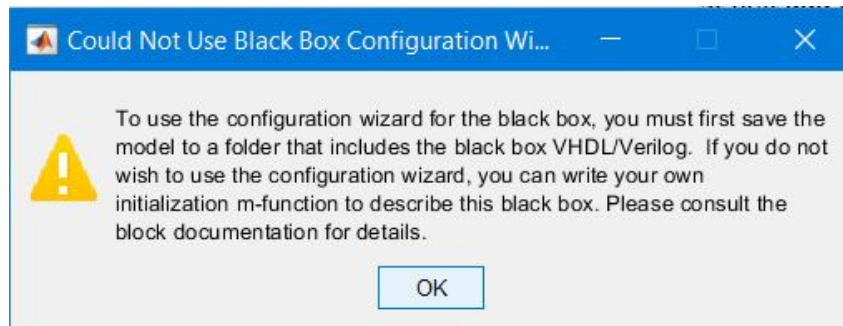 Could Not Use Black Box Configuration Wi...
To use the configuration wizard for the black box, you must first save the
model to a folder that includes the black box VHDL/Verilog.  If you do not
wish to use the configuration wizard, you can write your own
initialization m-function to describe this black box. Please consult the
block documentation for details.
OK